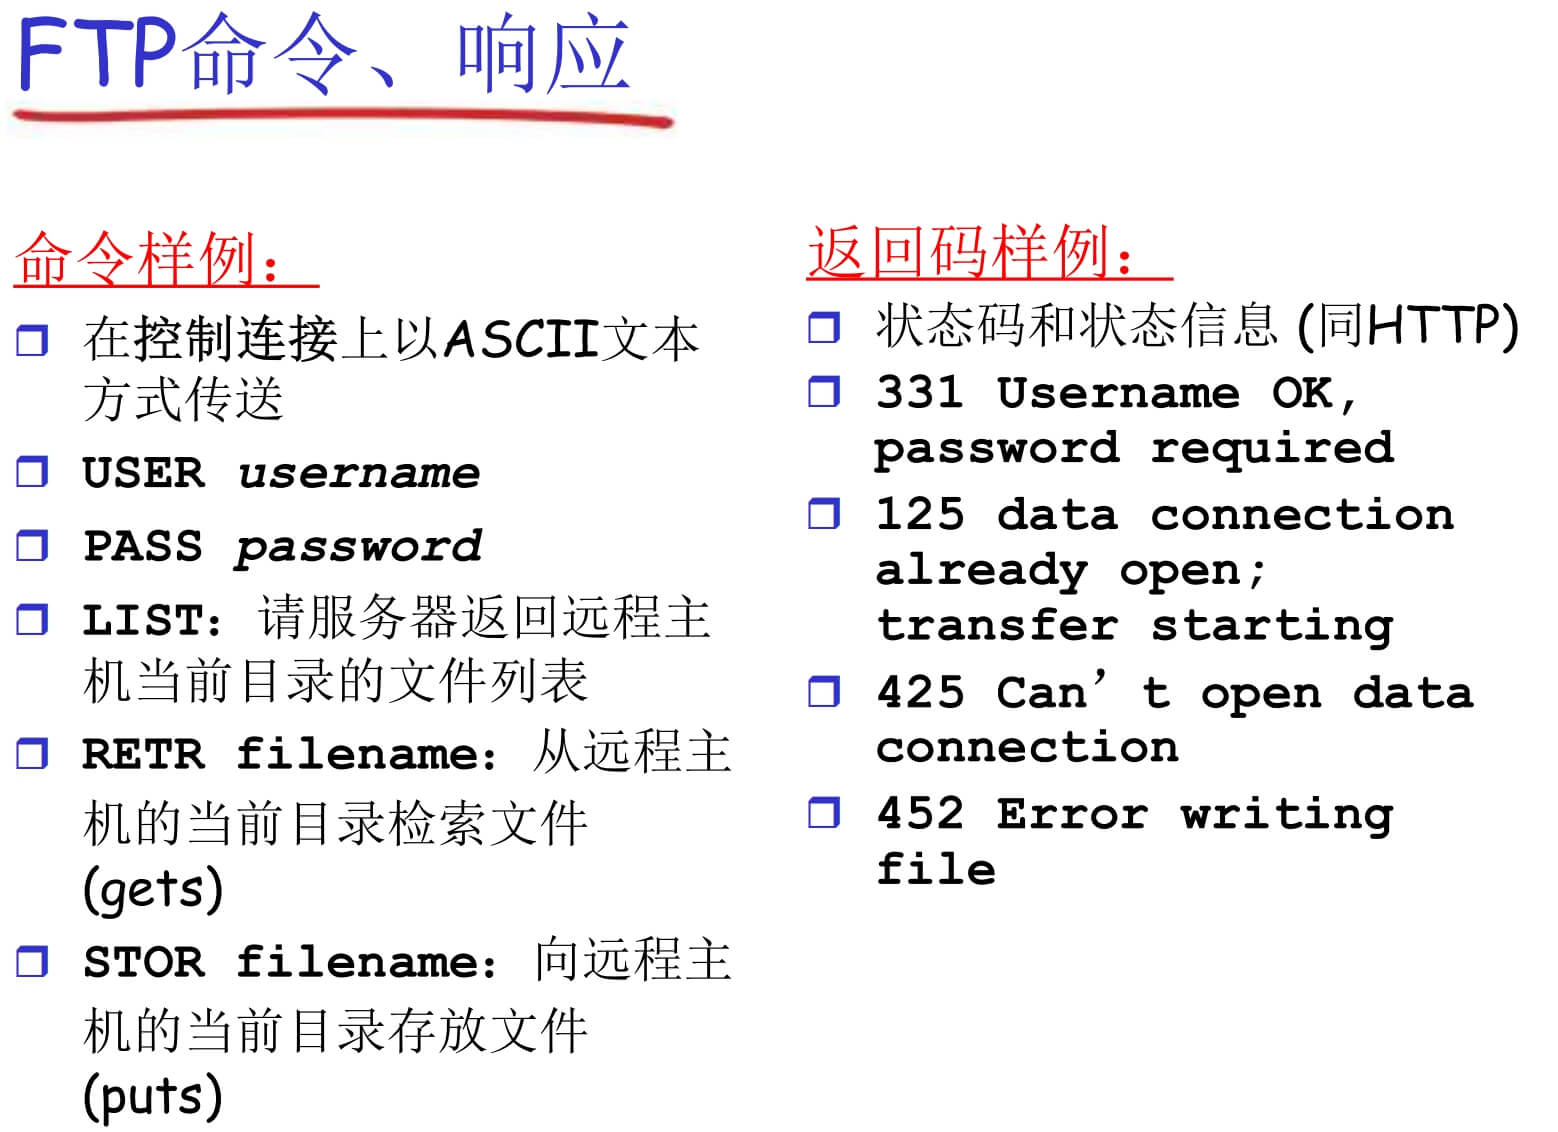 FTP命令、响应
命令样例：
在控制连接上以ASCII文本
方式传送
USER username
PASS password
LIST：请服务器返回远程主
机当前目录的文件列表
RETR filename：从远程主
机的当前目录检索文件
(gets)
STOR filename：向远程主
机的当前目录存放文件
(puts)
返回码样例：
状态码和状态信息 (同HTTP)
331 Username OK,
password required
125 data connection
already open;
transfer starting
425 Can’t open data
connection
452 Error writing
file